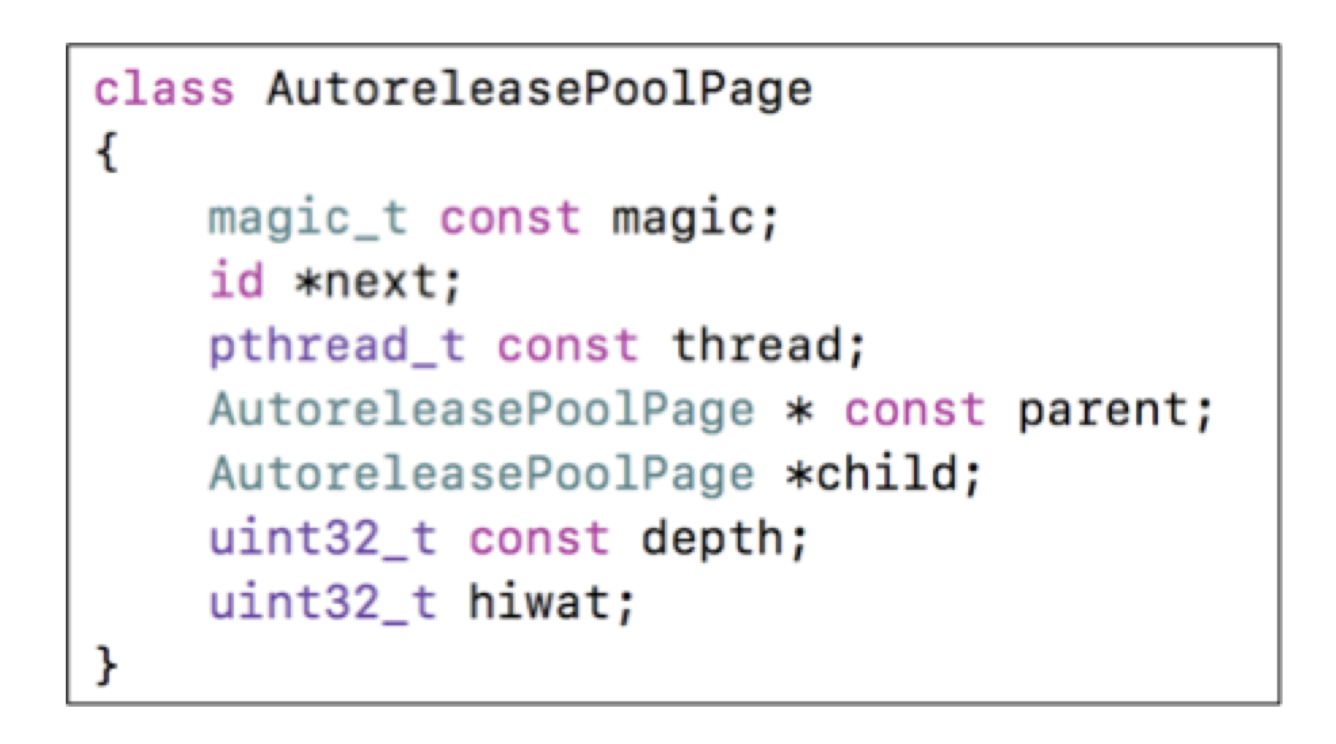 class AutoreleasePoolPage
{
    magic_t const magic;
    id *next;
    pthread_t const thread;
    AutoreleasePoolPage * const parent;
    AutoreleasePoolPage *child;
    uint32_t const depth;
    uint32_t hiwat;
}